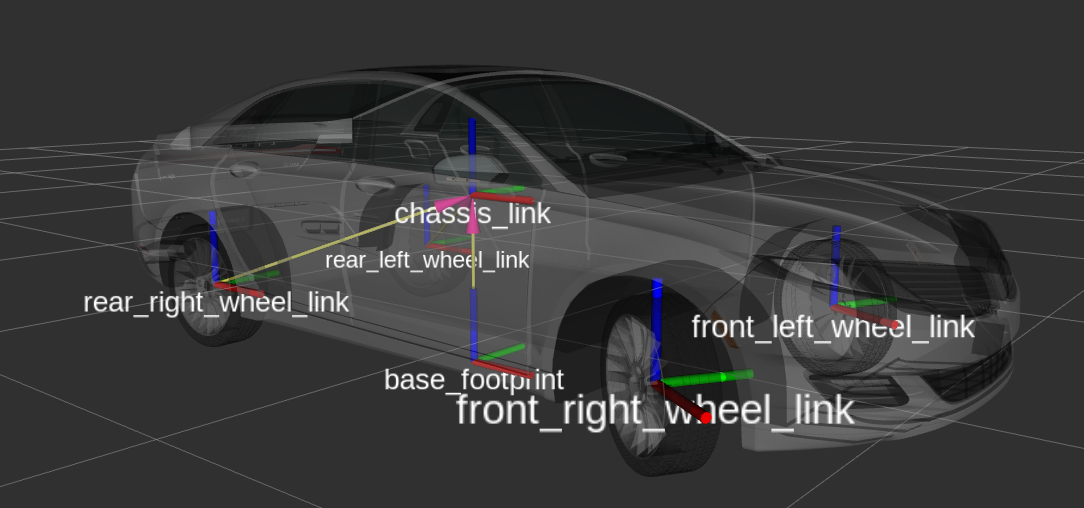 chassis_link
rear_left_wheel_link
rear_right_wheel_link
front_left_wheel_link
base_footprint
front_right_wheel_link